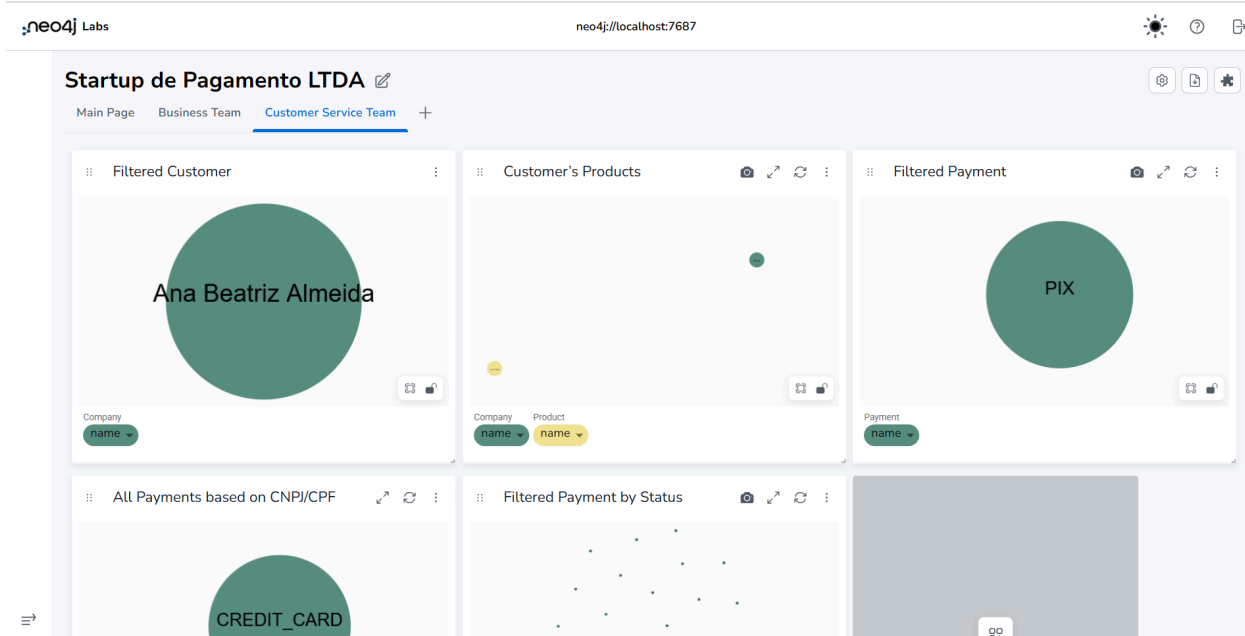 neo4j Labs
neo4j://localhost:7687
Startup de Pagamento LTDA
Main Page Business Team Customer Service Team
Filtered Customer
Ana Beatriz Almeida
Company
name
Customer's Products
Company Product
name name
Filtered Payment
PIX
Payment
name
All Payments based on CNPJ/CPF
CREDIT_CARD
Filtered Payment by Status